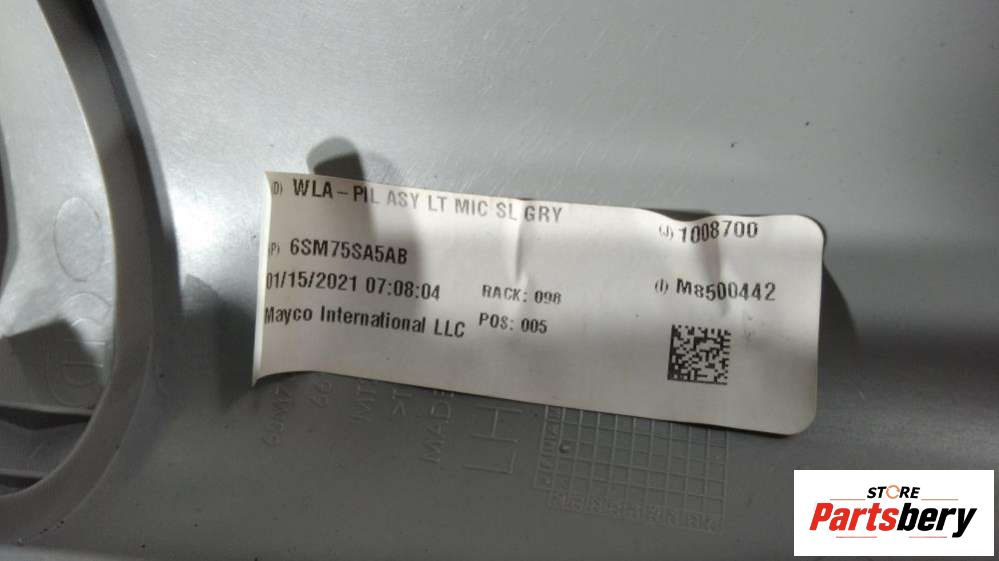 (D) WLA-PIL ASY LT MIC SL GRY
(J) 1008700
(P) 6SM75SA5AB
01/15/2021 07:08:04
RACK: 098
(I) M8500442
Mayco International LLC
POS: 005
MADE
LH
STORE
Partsbery